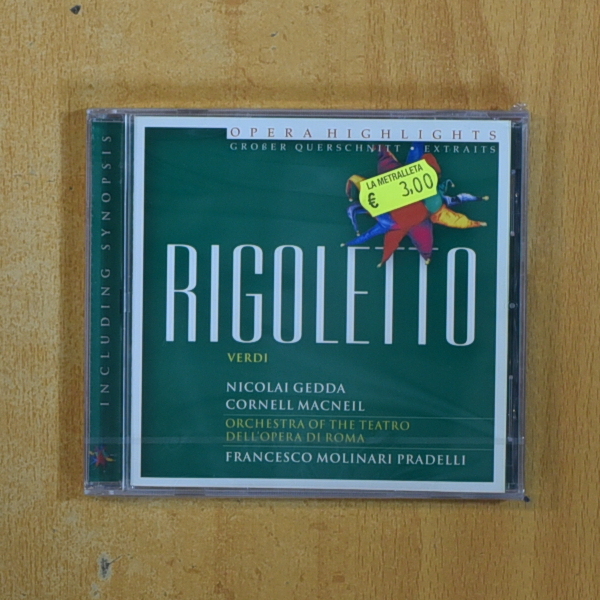 INCLUDING SYNOPSIS
OPERA HIGHLIGHTS
GROßER QUERSCHNITT • EXTRAITS
LA METRALLETA
€ 3,00
RIGOLETTO
VERDI
NICOLAI GEDDA
CORNELL MACNEIL
ORCHESTRA OF THE TEATRO
DELL'OPERA DI ROMA
FRANCESCO MOLINARI PRADELLI